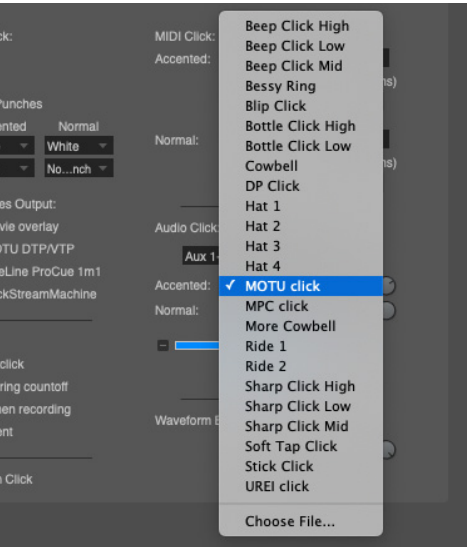 ck:
Punches
ented Normal
White
No...nch
es Output:
vie overlay
OTU DTP/VTP
eLine ProCue 1m1
ckStreamMachine
click
ring countoff
en recording
ent
n Click
MIDI Click:
Accented:
ns)
Normal:
ns)
Audio Click
Aux 1-
Accented:
Normal:
Waveform E
Beep Click High
Beep Click Low
Beep Click Mid
Bessy Ring
Blip Click
Bottle Click High
Bottle Click Low
Cowbell
DP Click
Hat 1
Hat 2
Hat 3
Hat 4
✓ MOTU click
MPC click
More Cowbell
Ride 1
Ride 2
Sharp Click High
Sharp Click Low
Sharp Click Mid
Soft Tap Click
Stick Click
UREI click
Choose File...